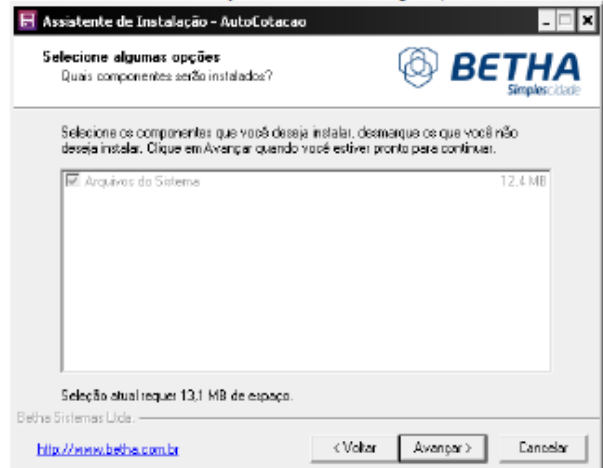 Assistente de Instalação - AutoCotacao
Selecione algumas opções
Quais componentes serão instalados?
BETHA
Simplescidade
Selecione os componentes que você deseja instalar, desmarque os que você não
deseja instalar. Clique em Avançar quando você estiver pronto para continuar.
Arquivos do Sistema 12,4 MB
Seleção atual requer 13,1 MB de espaço.
Betha Sistemas Ltda.
http://www.betha.com.br < Voltar Avançar > Cancelar